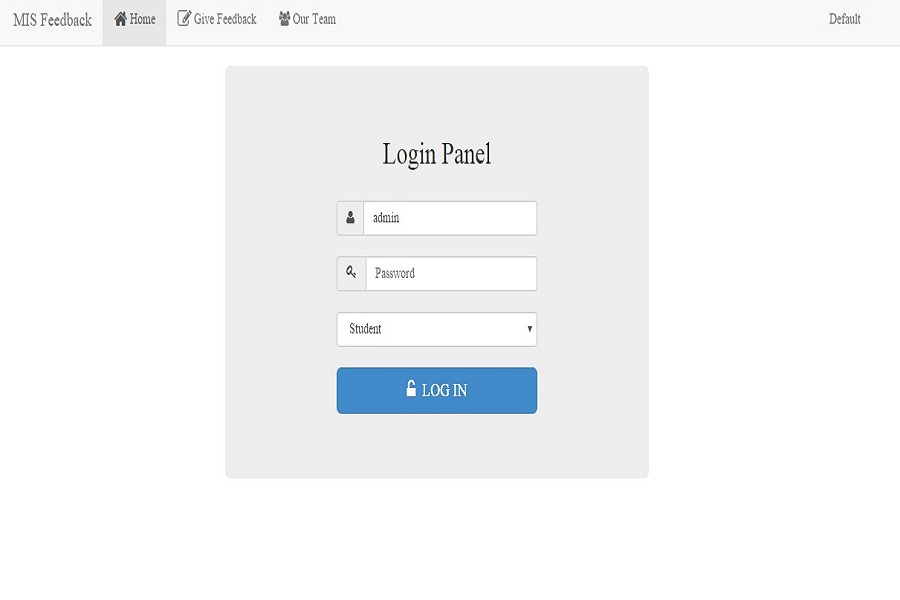 MIS Feedback Home Give Feedback Our Team Default
Login Panel
admin
Password
Student
LOG IN